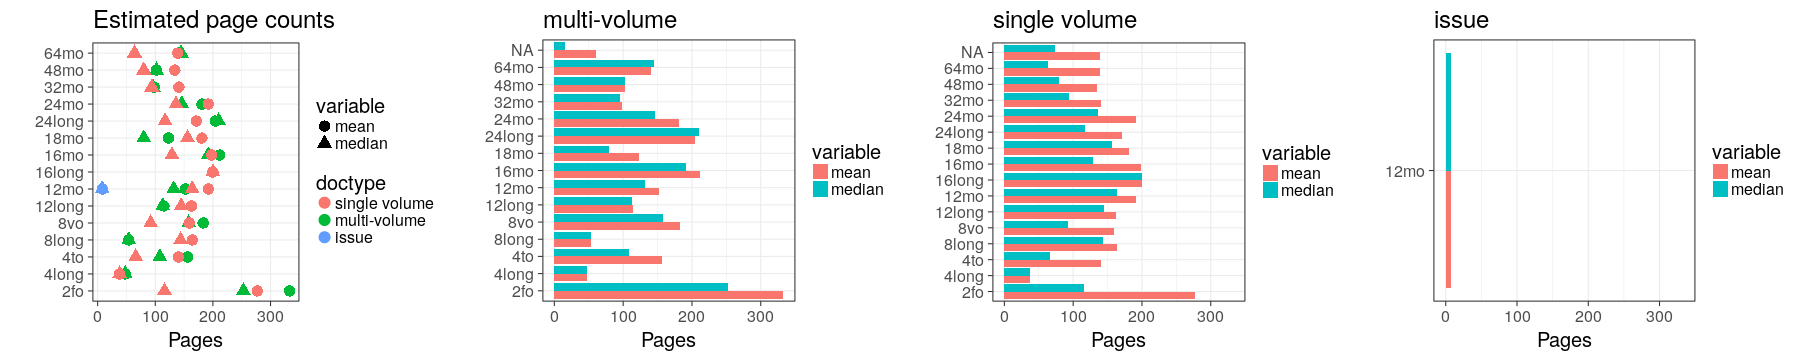 Estimated page counts
64mo
48mo
32mo
24mo
24long
18mo
16mo
16long
12mo
12long
8vo
8long
4to
4long
2fo
0 100 200 300
Pages
variable
mean
median
doctype
single volume
multi-volume
issue
multi-volume
NA
64mo
48mo
32mo
24mo
24long
18mo
16mo
12mo
12long
8vo
8long
4to
4long
2fo
0 100 200 300
Pages
variable
mean
median
single volume
NA
64mo
48mo
32mo
24mo
24long
18mo
16mo
16long
12mo
12long
8vo
8long
4to
4long
2fo
0 100 200 300
Pages
variable
mean
median
issue
12mo
0 100 200 300
Pages
variable
mean
median